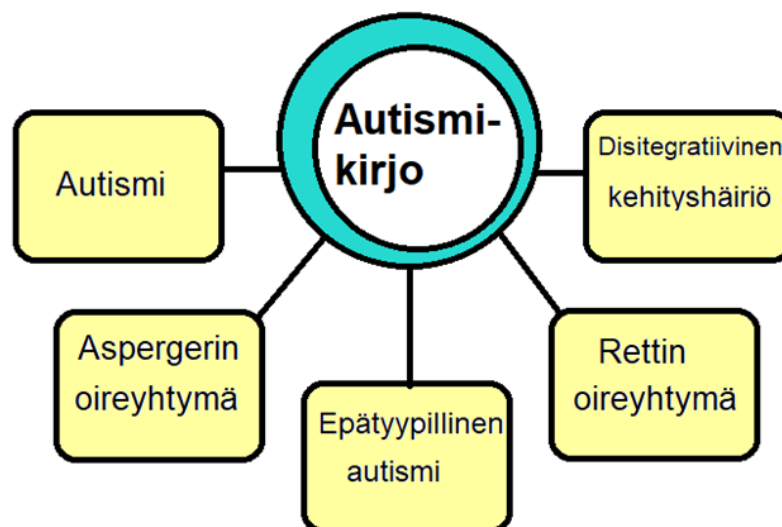 Autismi-
kirjo
Autismi
Disitegratiivinen
kehityshäiriö
Aspergerin
oireyhtymä
Rettin
oireyhtymä
Epätyypillinen
autismi